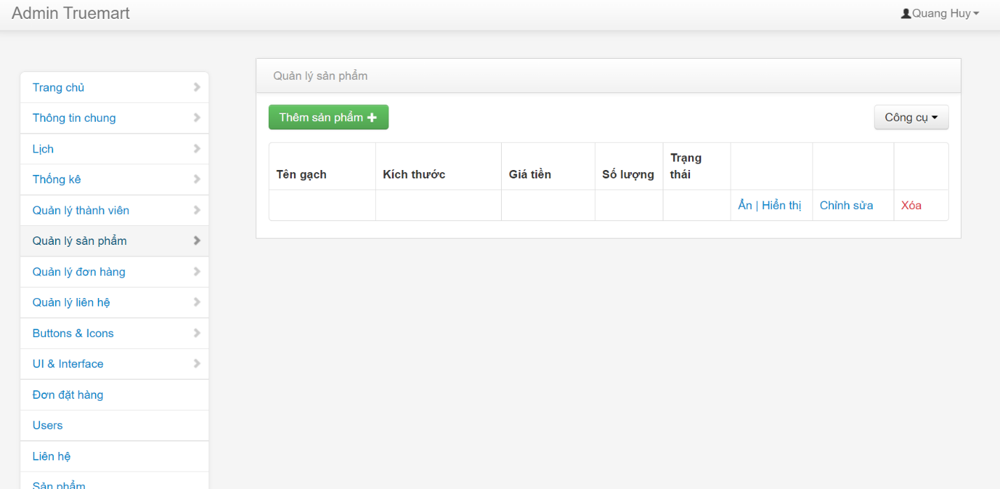 Admin Truemart
Quang Huy
Trang chủ
Thông tin chung
Lịch
Thống kê
Quản lý thành viên
Quản lý sản phẩm
Quản lý đơn hàng
Quản lý liên hệ
Buttons & Icons
UI & Interface
Đơn đặt hàng
Users
Liên hệ
Sản phẩm
Quản lý sản phẩm
Thêm sản phẩm
Công cụ
Tên gạch Kích thước Giá tiền Số lượng Trạng thái
Ẩn | Hiển thị Chỉnh sửa Xóa